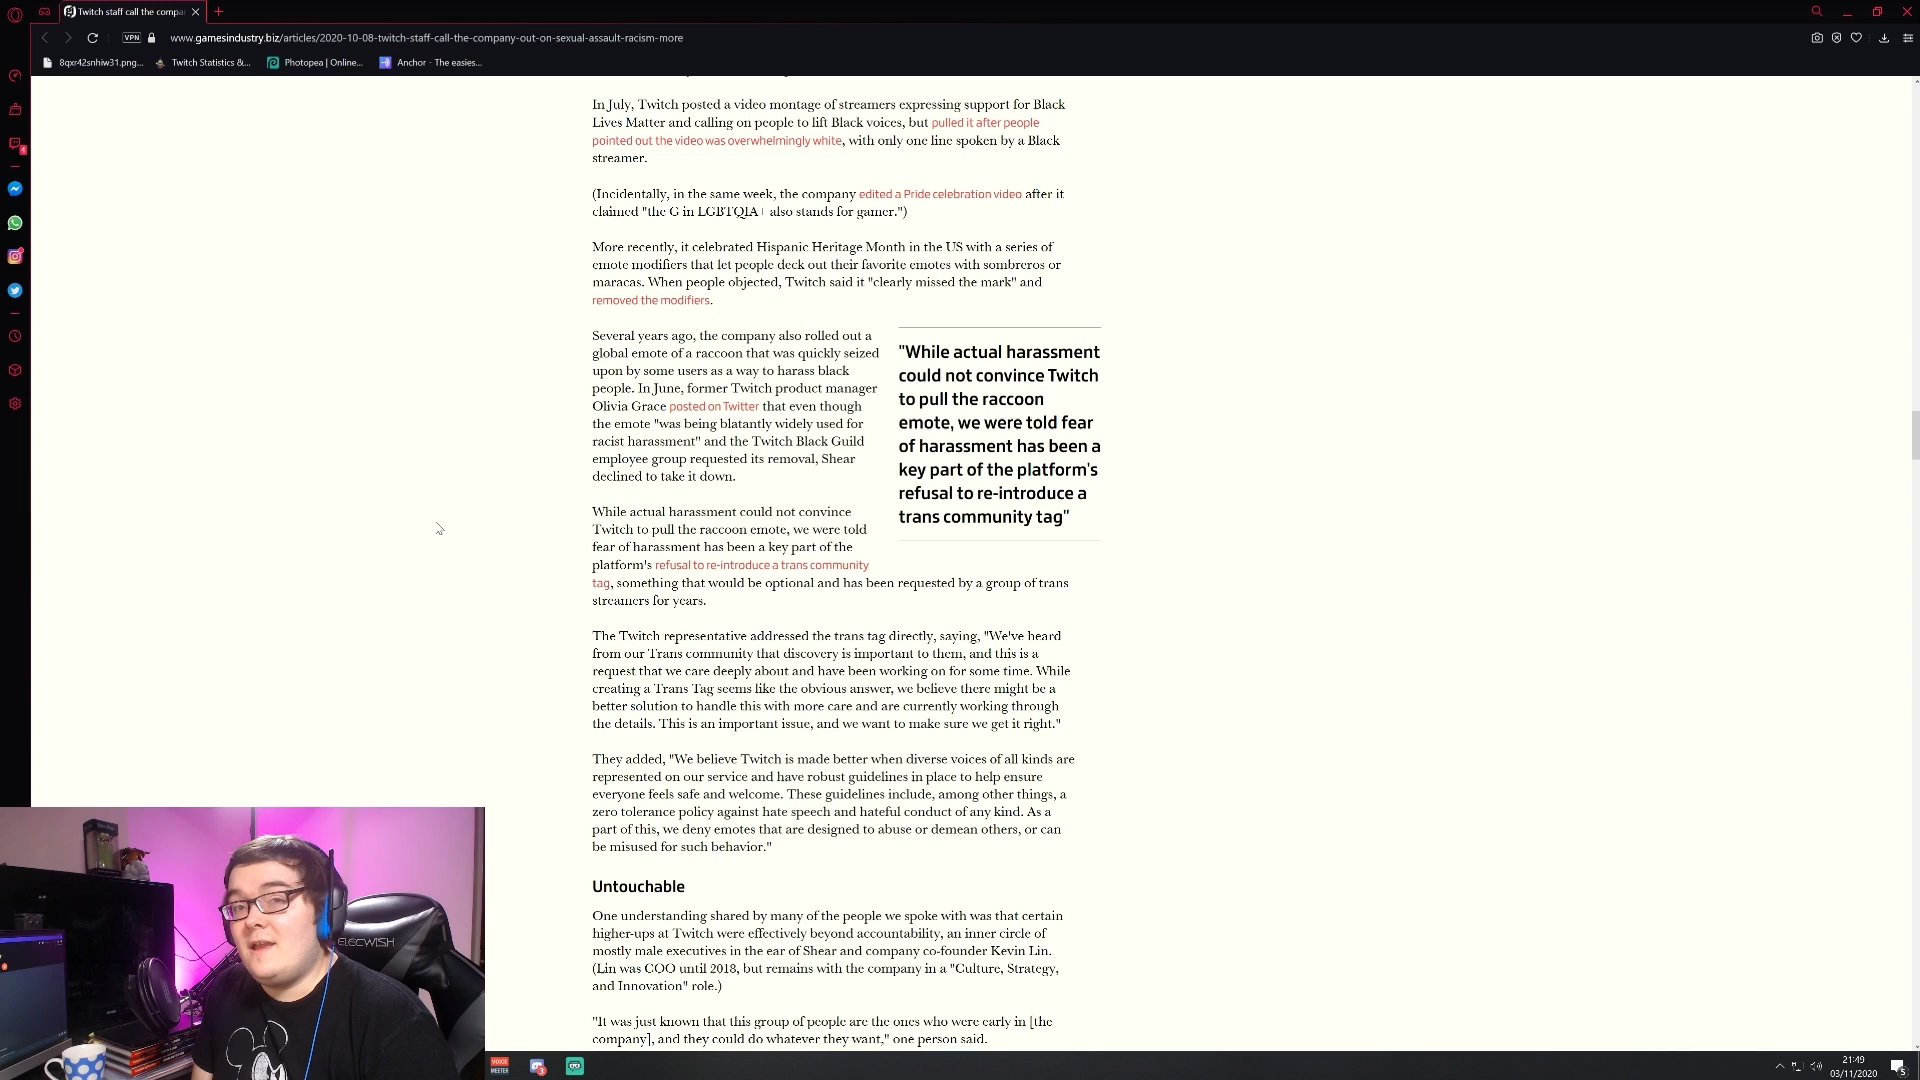 Twitch staff call the compa
VPN
www.gamesindustry.biz/articles/2020-10-08-twitch-staff-call-the-company-out-on-sexual-assault-racism-more
8qxr42snhiw31.png...
Twitch Statistics &...
Photopea | Online...
Anchor - The easies...
In July, Twitch posted a video montage of streamers expressing support for Black
Lives Matter and calling on people to lift Black voices, but pulled it after people
pointed out the video was overwhelmingly white, with only one line spoken by a Black
streamer.
(Incidentally, in the same week, the company edited a Pride celebration video after it
claimed "the G in LGBTQIA+ also stands for gamer.")
More recently, it celebrated Hispanic Heritage Month in the US with a series of
emote modifiers that let people deck out their favorite emotes with sombreros or
maracas. When people objected, Twitch said it "clearly missed the mark" and
removed the modifiers.
Several years ago, the company also rolled out a
global emote of a raccoon that was quickly seized
upon by some users as a way to harass black
people. In June, former Twitch product manager
Olivia Grace posted on Twitter that even though
the emote "was being blatantly widely used for
racist harassment" and the Twitch Black Guild
employee group requested its removal, Shear
declined to take it down.
"While actual harassment
could not convince Twitch
to pull the raccoon
emote, we were told fear
of harassment has been a
key part of the platform's
refusal to re-introduce a
trans community tag"
While actual harassment could not convince
Twitch to pull the raccoon emote, we were told
fear of harassment has been a key part of the
platform's refusal to re-introduce a trans community
tag, something that would be optional and has been requested by a group of trans
streamers for years.
The Twitch representative addressed the trans tag directly, saying, "We've heard
from our Trans community that discovery is important to them, and this is a
request that we care deeply about and have been working on for some time. While
creating a Trans Tag seems like the obvious answer, we believe there might be a
better solution to handle this with more care and are currently working through
the details. This is an important issue, and we want to make sure we get it right."
They added, "We believe Twitch is made better when diverse voices of all kinds are
represented on our service and have robust guidelines in place to help ensure
everyone feels safe and welcome. These guidelines include, among other things, a
zero tolerance policy against hate speech and hateful conduct of any kind. As a
part of this, we deny emotes that are designed to abuse or demean others, or can
be misused for such behavior."
Untouchable
One understanding shared by many of the people we spoke with was that certain
higher-ups at Twitch were effectively beyond accountability, an inner circle of
mostly male executives in the ear of Shear and company co-founder Kevin Lin.
(Lin was COO until 2018, but remains with the company in a "Culture, Strategy,
and Innovation" role.)
"It was just known that this group of people are the ones who were early in [the
company], and they could do whatever they want," one person said.
ELECWISH
VOICE
MEETER
3
21:49
03/11/2020
5